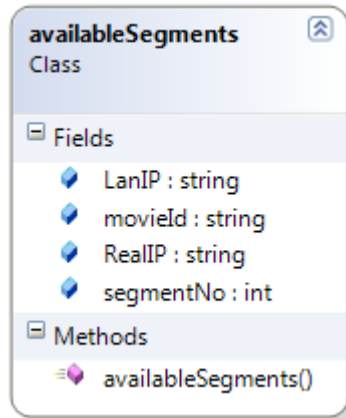 availableSegments
Class
Fields
LanIP : string
movieId : string
RealIP : string
segmentNo : int
Methods
availableSegments()